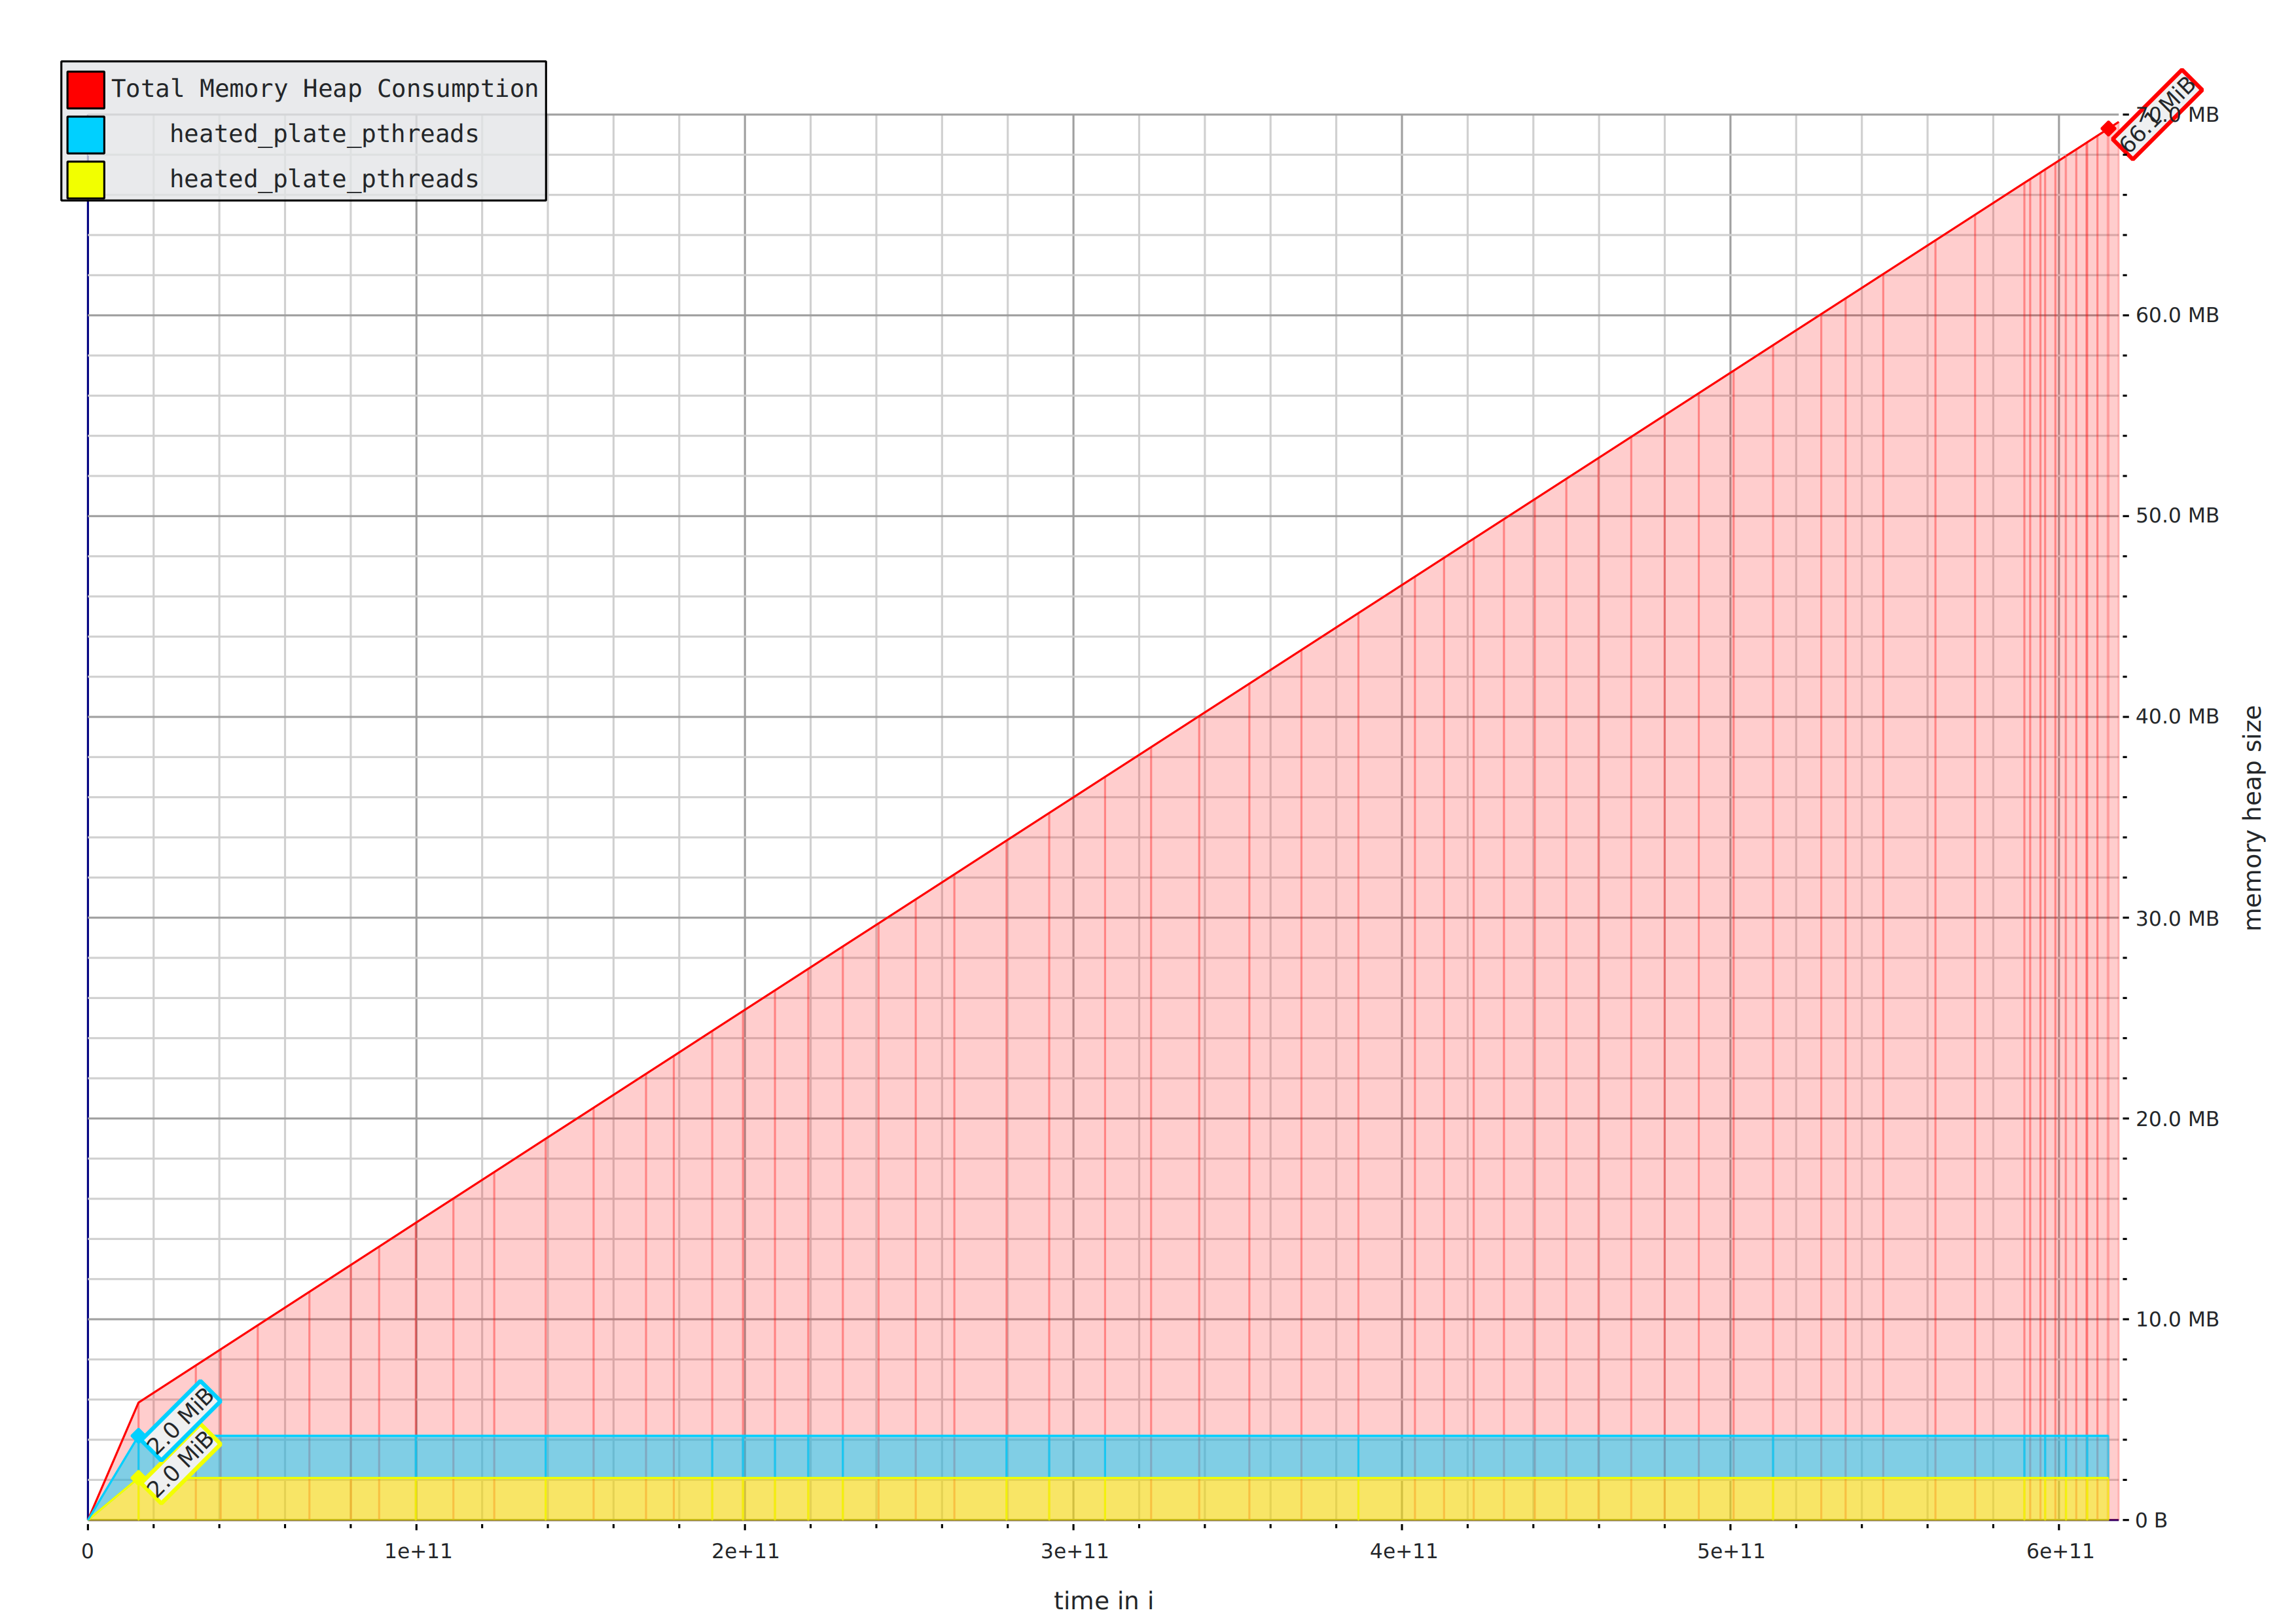 Total Memory Heap Consumption
heated_plate_pthreads
heated_plate_pthreads
66.1 MiB
70.0 MB
60.0 MB
50.0 MB
40.0 MB
30.0 MB
20.0 MB
10.0 MB
0 B
memory heap size
2.0 MiB
2.0 MiB
0
1e+11
2e+11
3e+11
4e+11
5e+11
6e+11
time in i